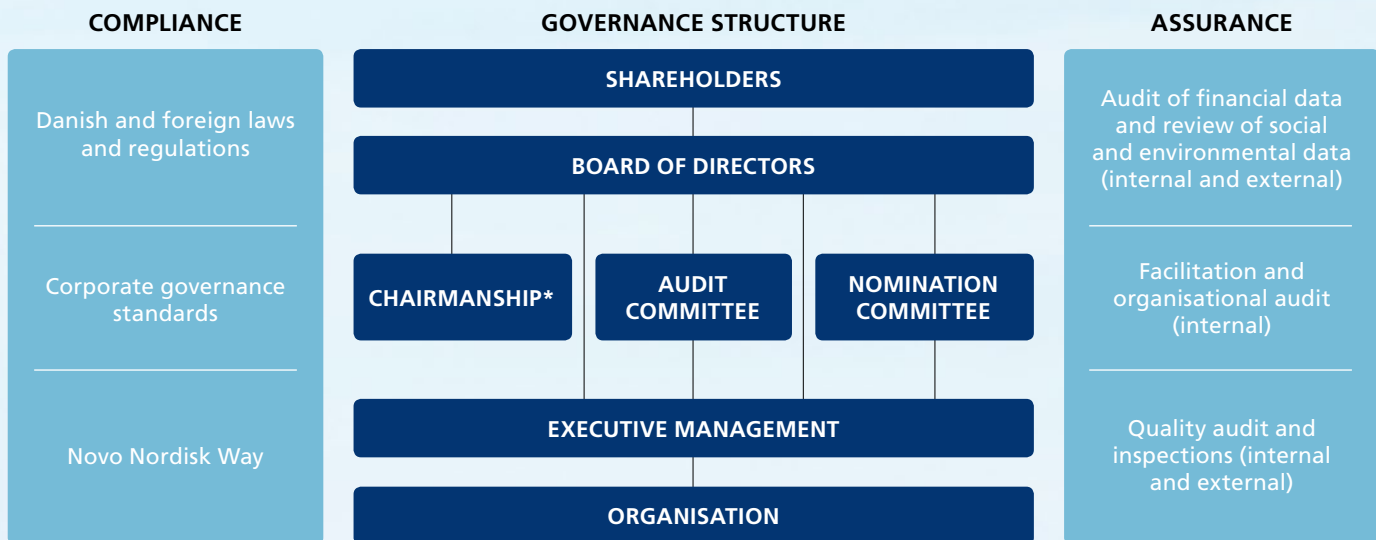 COMPLIANCE
Danish and foreign laws
and regulations
Corporate governance
standards
Novo Nordisk Way
GOVERNANCE STRUCTURE
SHAREHOLDERS
BOARD OF DIRECTORS
CHAIRMANSHIP*
AUDIT
COMMITTEE
NOMINATION
COMMITTEE
EXECUTIVE MANAGEMENT
ORGANISATION
ASSURANCE
Audit of financial data
and review of social
and environmental data
(internal and external)
Facilitation and
organisational audit
(internal)
Quality audit and
inspections (internal
and external)